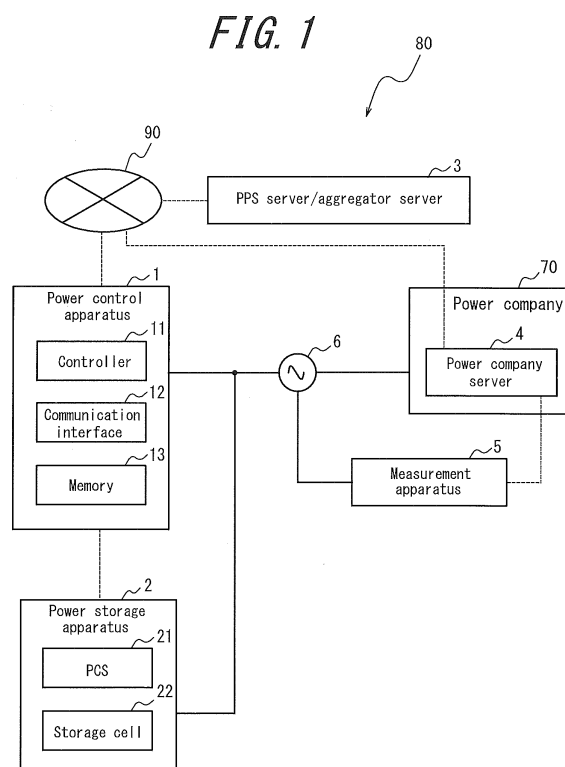 FIG. 1
80
90
3
PPS server/aggregator server
1
Power control
apparatus
11
Controller
12
Communication
interface
13
Memory
6
70
Power company
4
Power company
server
5
Measurement
apparatus
2
Power storage
apparatus
21
PCS
22
Storage cell